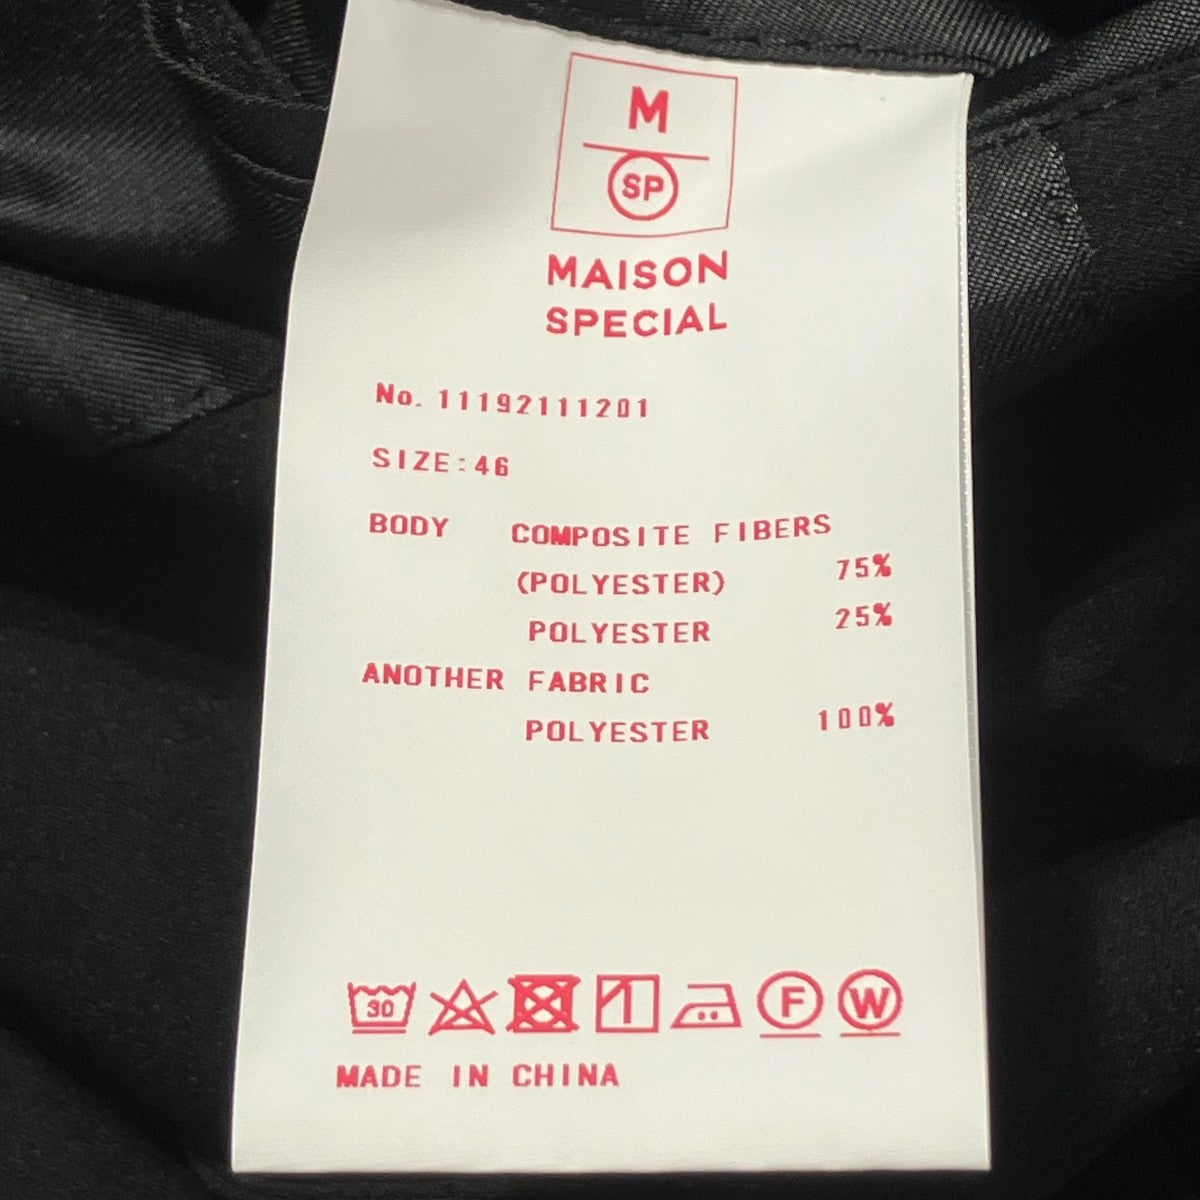 M
SP
MAISON
SPECIAL
No. 11192111201
SIZE:46
BODY COMPOSITE FIBERS
(POLYESTER) 75%
POLYESTER 25%
ANOTHER FABRIC
POLYESTER 100%
30 F W
MADE IN CHINA